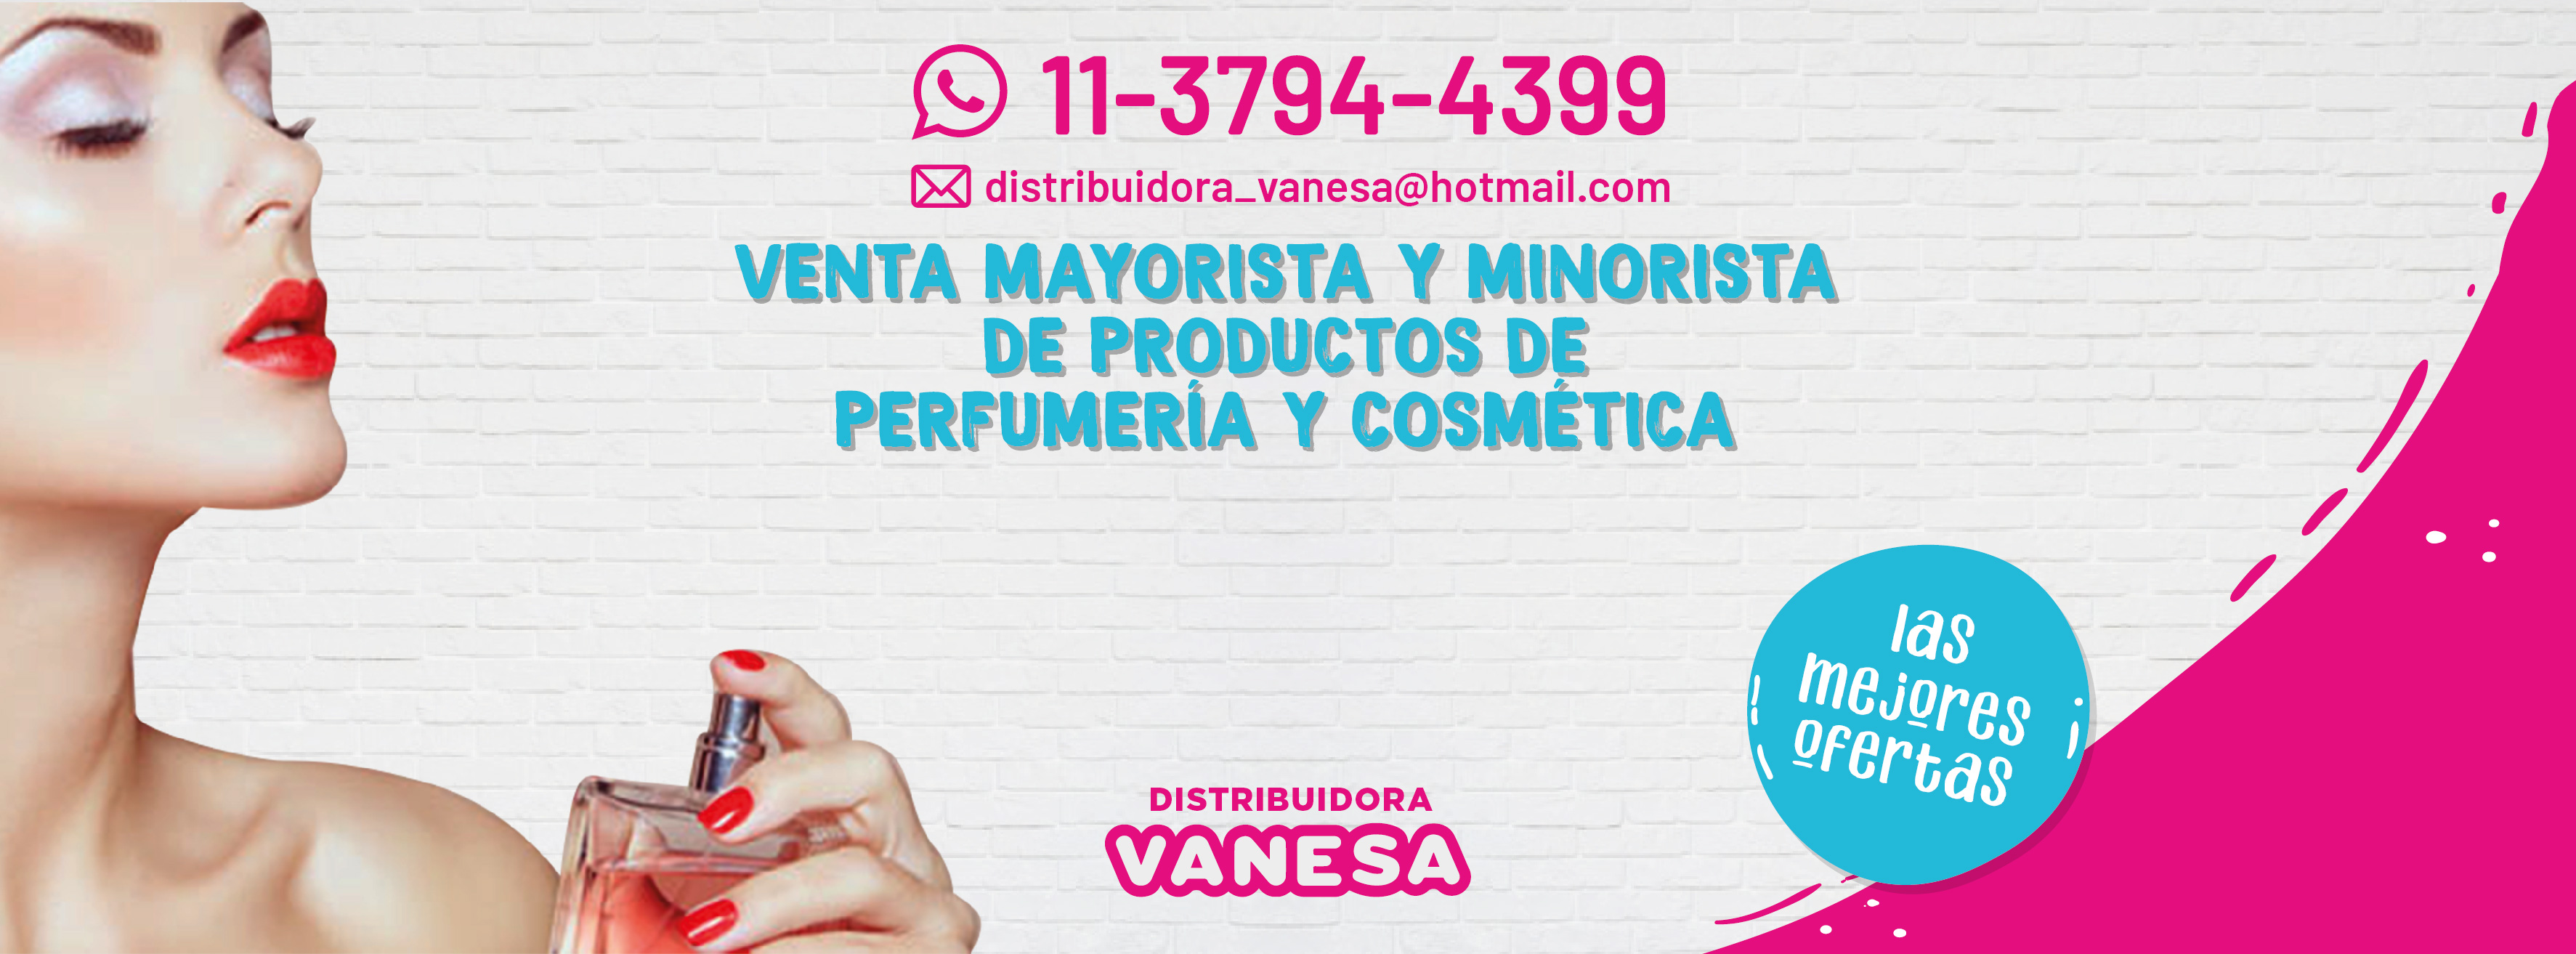 11-3794-4399
distribuidora_vanesa@hotmail.com
VENTA MAYORISTA Y MINORISTA
DE PRODUCTOS DE
PERFUMERÍA Y COSMÉTICA
las
mejores
ofertas
DISTRIBUIDORA
VANESA